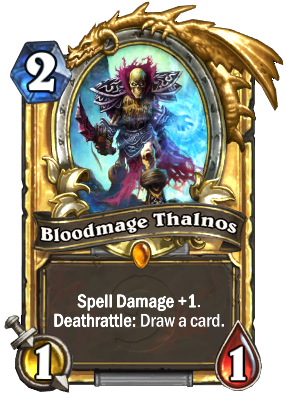 2
Bloodmage Thalnos
Spell Damage +1.
Deathrattle: Draw a card.
1
1